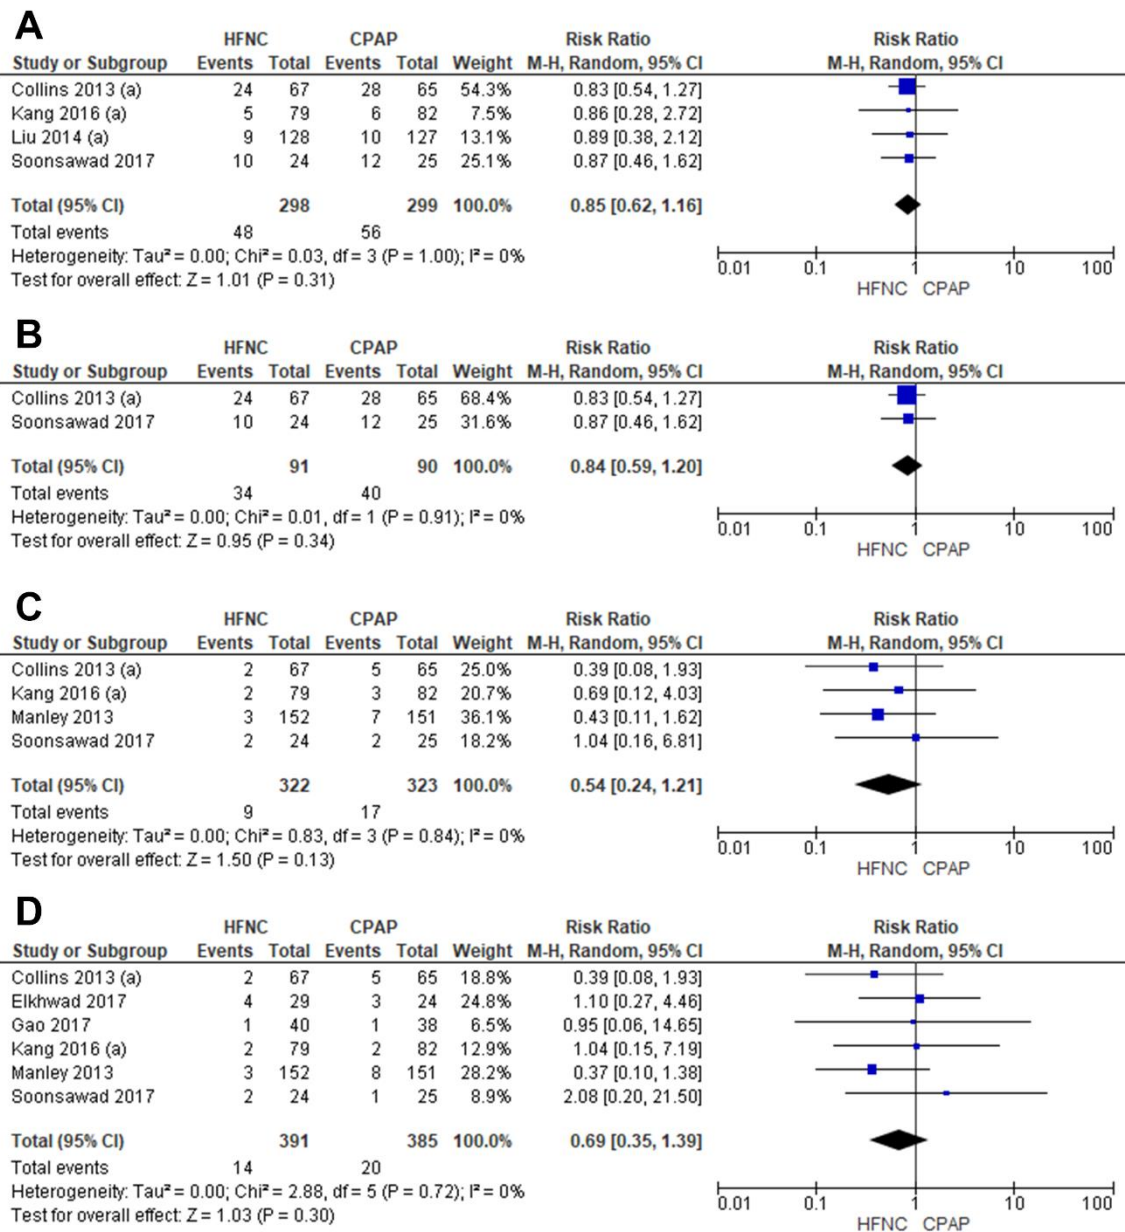 A
HFNC CPAP Risk Ratio Risk Ratio
Study or Subgroup Events Total Events Total Weight M-H, Random, 95% CI M-H, Random, 95% CI
Collins 2013 (a) 24 67 28 65 54.3% 0.83 [0.54, 1.27]
Kang 2016 (a) 5 79 6 82 7.5% 0.86 [0.28, 2.72]
Liu 2014 (a) 9 128 10 127 13.1% 0.89 [0.38, 2.12]
Soonsawad 2017 10 24 12 25 25.1% 0.87 [0.46, 1.62]
Total (95% CI) 298 299 100.0% 0.85 [0.62, 1.16]
Total events 48 56
Heterogeneity: Tau² = 0.00; Chi² = 0.03, df = 3 (P = 1.00); I² = 0%
Test for overall effect: Z = 1.01 (P = 0.31)
0.01 0.1 1 10 100
HFNC CPAP
B
HFNC CPAP Risk Ratio Risk Ratio
Study or Subgroup Events Total Events Total Weight M-H, Random, 95% CI M-H, Random, 95% CI
Collins 2013 (a) 24 67 28 65 68.4% 0.83 [0.54, 1.27]
Soonsawad 2017 10 24 12 25 31.6% 0.87 [0.46, 1.62]
Total (95% CI) 91 90 100.0% 0.84 [0.59, 1.20]
Total events 34 40
Heterogeneity: Tau² = 0.00; Chi² = 0.01, df = 1 (P = 0.91); I² = 0%
Test for overall effect: Z = 0.95 (P = 0.34)
0.01 0.1 1 10 100
HFNC CPAP
C
HFNC CPAP Risk Ratio Risk Ratio
Study or Subgroup Events Total Events Total Weight M-H, Random, 95% CI M-H, Random, 95% CI
Collins 2013 (a) 2 67 5 65 25.0% 0.39 [0.08, 1.93]
Kang 2016 (a) 2 79 3 82 20.7% 0.69 [0.12, 4.03]
Manley 2013 3 152 7 151 36.1% 0.43 [0.11, 1.62]
Soonsawad 2017 2 24 2 25 18.2% 1.04 [0.16, 6.81]
Total (95% CI) 322 323 100.0% 0.54 [0.24, 1.21]
Total events 9 17
Heterogeneity: Tau² = 0.00; Chi² = 0.83, df = 3 (P = 0.84); I² = 0%
Test for overall effect: Z = 1.50 (P = 0.13)
0.01 0.1 1 10 100
HFNC CPAP
D
HFNC CPAP Risk Ratio Risk Ratio
Study or Subgroup Events Total Events Total Weight M-H, Random, 95% CI M-H, Random, 95% CI
Collins 2013 (a) 2 67 5 65 18.8% 0.39 [0.08, 1.93]
Elkhwad 2017 4 29 3 24 24.8% 1.10 [0.27, 4.46]
Gao 2017 1 40 1 38 6.5% 0.95 [0.06, 14.65]
Kang 2016 (a) 2 79 2 82 12.9% 1.04 [0.15, 7.19]
Manley 2013 3 152 8 151 28.2% 0.37 [0.10, 1.38]
Soonsawad 2017 2 24 1 25 8.9% 2.08 [0.20, 21.50]
Total (95% CI) 391 385 100.0% 0.69 [0.35, 1.39]
Total events 14 20
Heterogeneity: Tau² = 0.00; Chi² = 2.88, df = 5 (P = 0.72); I² = 0%
Test for overall effect: Z = 1.03 (P = 0.30)
0.01 0.1 1 10 100
HFNC CPAP